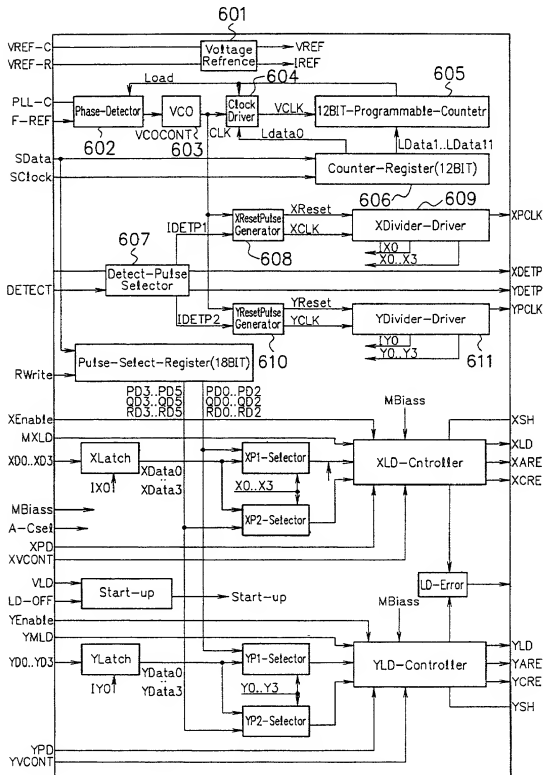 601
VREF-C
Voltage
Refrence
VREF
VREF-R
IREF
604
605
Load
PLL-C
Phase-Detector
VCO
Clock
Driver
VCLK
12BIT-Programmable-Countetr
F-REF
602
VCOCONT
603
CLK
Ldata0
LData1..LData11
SData
Counter-Register(12BIT)
SClock
606
609
XReset
XResetPulse
Generator
XCLK
XDivider-Driver
XPCLK
607
IDETP1
608
IX0
X0..X3
Detect-Pulse
Selector
XDETP
DETECT
YDETP
YReset
YPCLK
IDETP2
YResetPulse
Generator
YCLK
YDivider-Driver
610
IY0
Y0..Y3
611
Pulse-Select-Register(18BIT)
RWrite
PD3..PD5
QD3..QD5
RD3..RD5
PD0..PD2
QD0..QD2
RD0..RD2
MBiass
XEnable
XSH
MXLD
XLD
XD0..XD3
XLatch
XData0
..
XData3
XP1-Selector
XLD-Cntroller
XARE
XCRE
IX01
X0..X3
MBiass
XP2-Selector
A-Csel
XPD
XVCONT
VLD
LD-OFF
Start-up
Start-up
LD-Error
MBiass
YEnable
YMLD
YLD
YD0..YD3
YLatch
YData0
..
YData3
YP1-Selector
YLD-Controller
YARE
YCRE
IY01
Y0..Y3
YP2-Selector
YSH
YPD
YVCONT